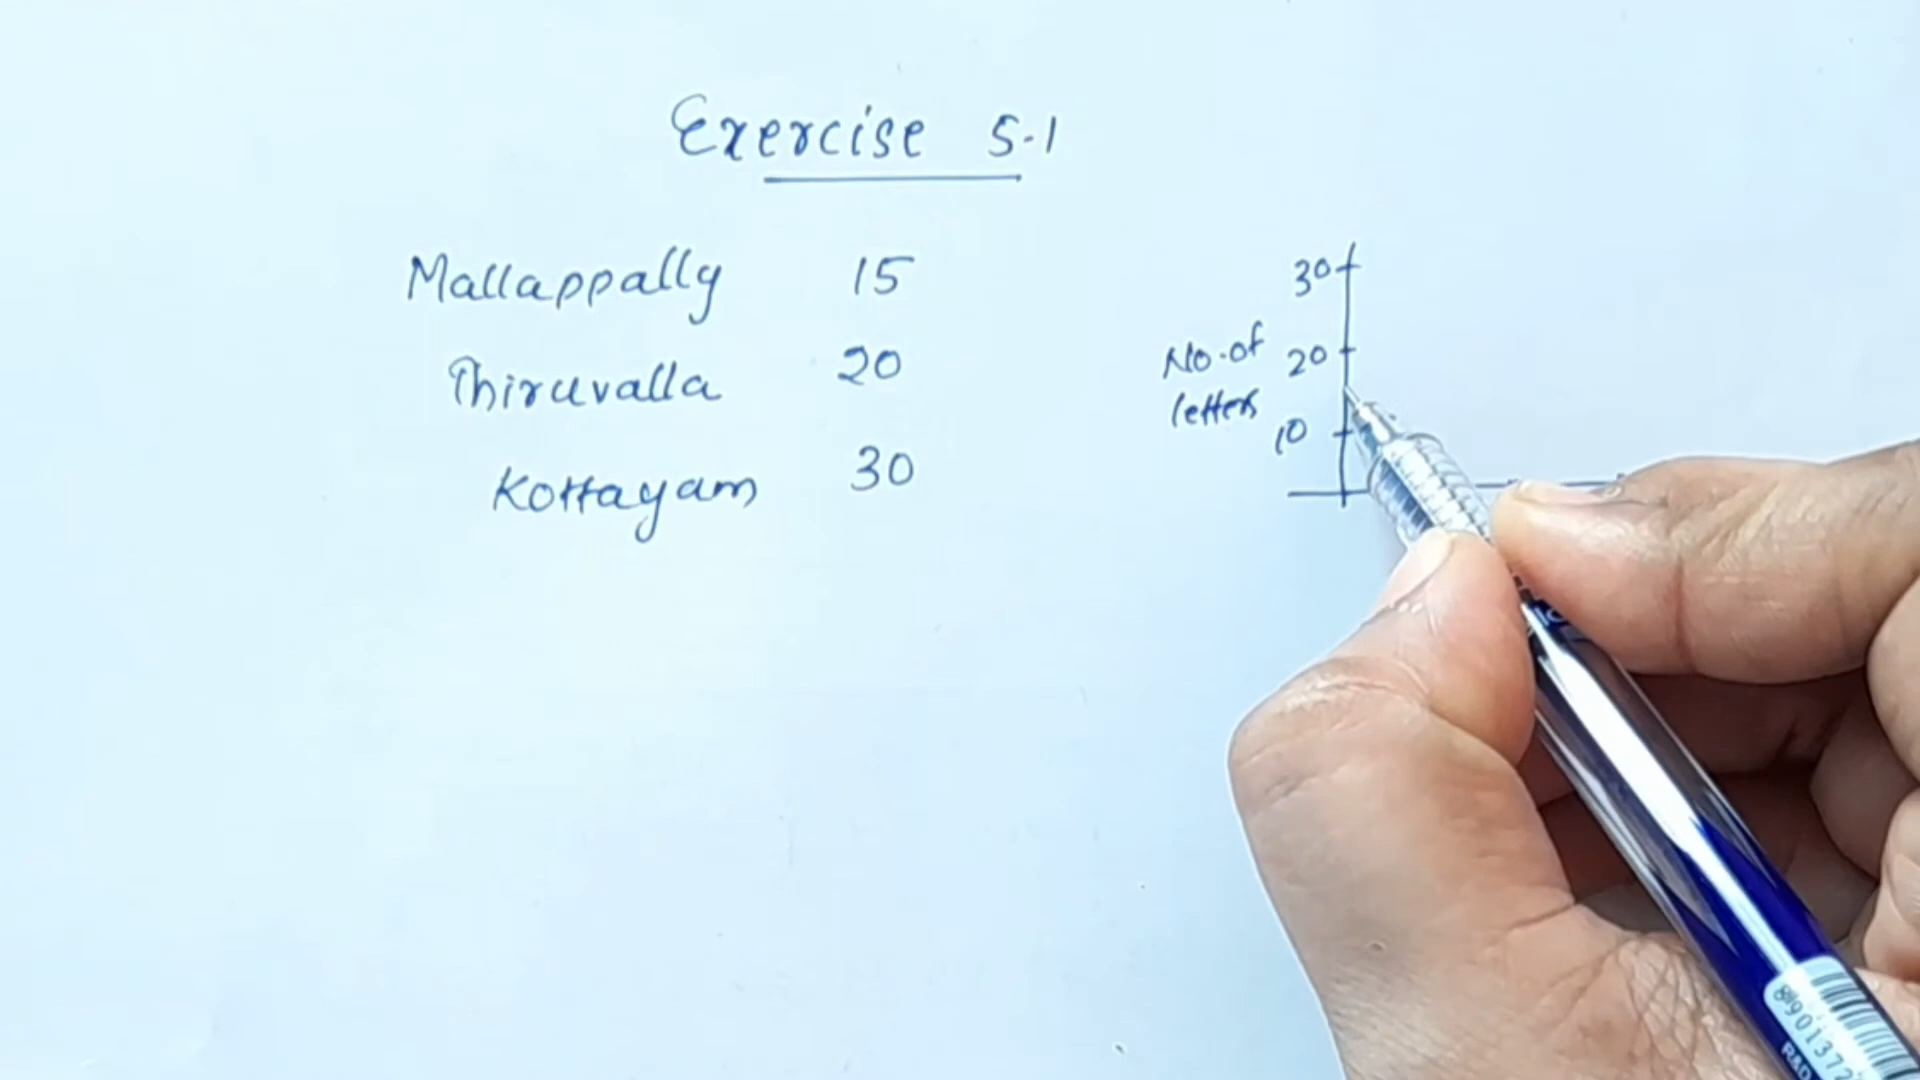 Exercise 5.1
Mallappally 15
Thiruvalla 20
Kottayam 30
30
No. of 20
letters
10